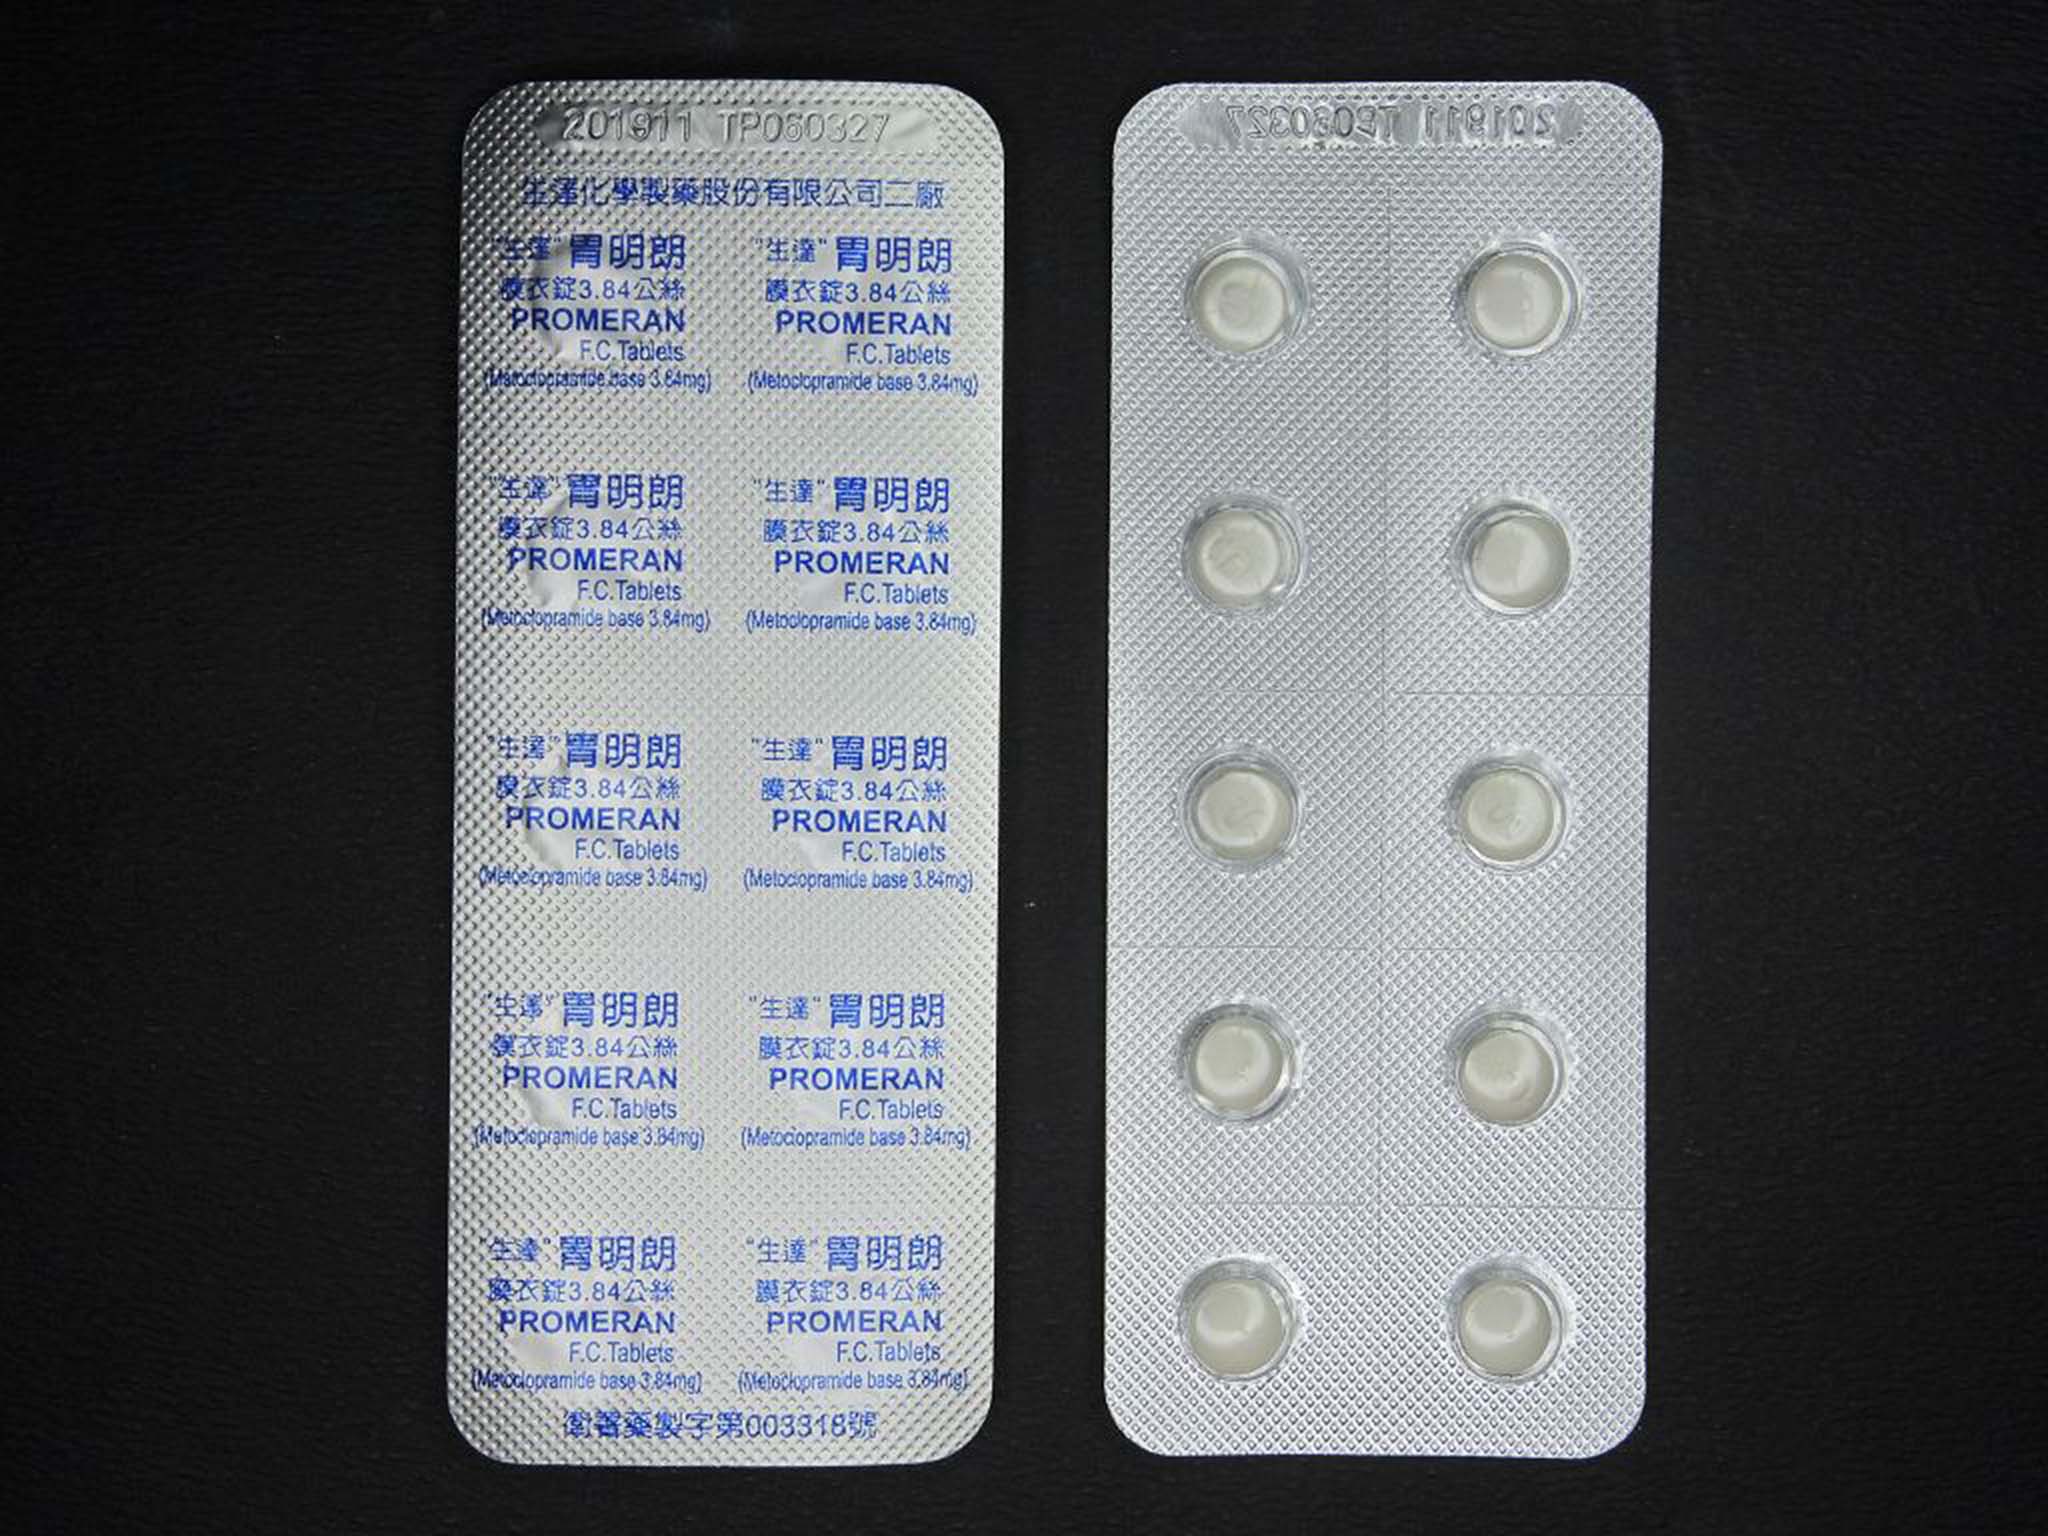 201911 TP060327
生達化學製藥股份有限公司二廠
"生達"胃明朗
膜衣錠3.84公絲
PROMERAN
F.C.Tablets
(Metoclopramide base 3.84mg)
"生達"胃明朗
膜衣錠3.84公絲
PROMERAN
F.C.Tablets
(Metoclopramide base 3.84mg)
"生達"胃明朗
膜衣錠3.84公絲
PROMERAN
F.C.Tablets
(Metoclopramide base 3.84mg)
"生達"胃明朗
膜衣錠3.84公絲
PROMERAN
F.C.Tablets
(Metoclopramide base 3.84mg)
"生達"胃明朗
膜衣錠3.84公絲
PROMERAN
F.C.Tablets
(Metoclopramide base 3.84mg)
"生達"胃明朗
膜衣錠3.84公絲
PROMERAN
F.C.Tablets
(Metoclopramide base 3.84mg)
"生達"胃明朗
膜衣錠3.84公絲
PROMERAN
F.C.Tablets
(Metoclopramide base 3.84mg)
"生達"胃明朗
膜衣錠3.84公絲
PROMERAN
F.C.Tablets
(Metoclopramide base 3.84mg)
"生達"胃明朗
膜衣錠3.84公絲
PROMERAN
F.C.Tablets
(Metoclopramide base 3.84mg)
"生達"胃明朗
膜衣錠3.84公絲
PROMERAN
F.C.Tablets
(Metoclopramide base 3.84mg)
衛署藥製字第003318號
201911 TP060327